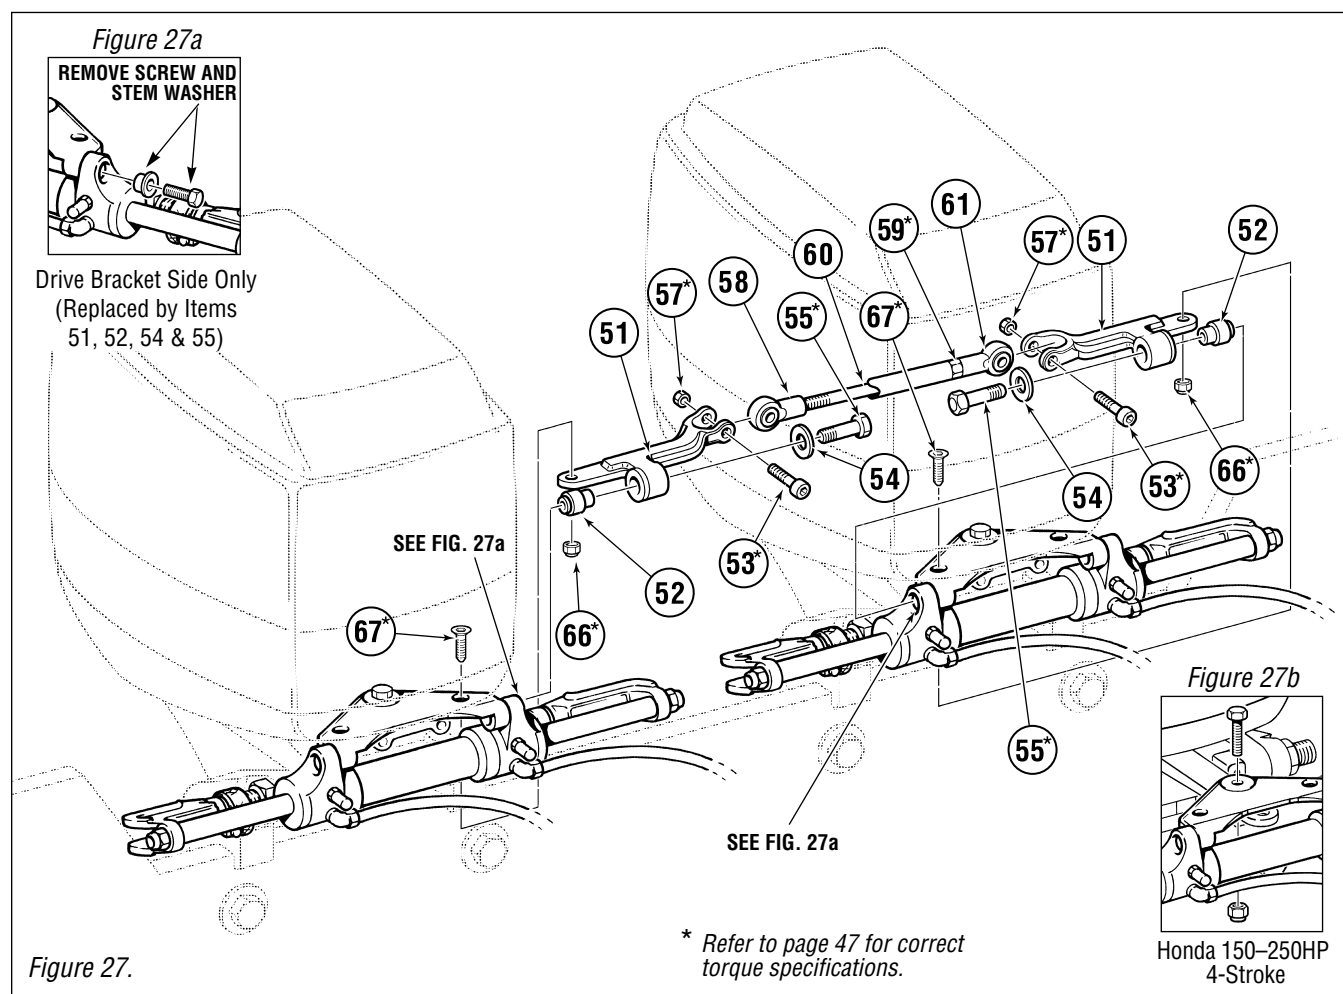 Figure 27a
REMOVE SCREW AND
STEM WASHER
Drive Bracket Side Only
(Replaced by Items
51, 52, 54 & 55)
61
59*
57*
51
52
60
58
55*
67*
57*
51
54
54
53*
66*
SEE FIG. 27a
53*
52
66*
67*
55*
SEE FIG. 27a
Figure 27b
Honda 150–250HP
4-Stroke
* Refer to page 47 for correct
torque specifications.
Figure 27.